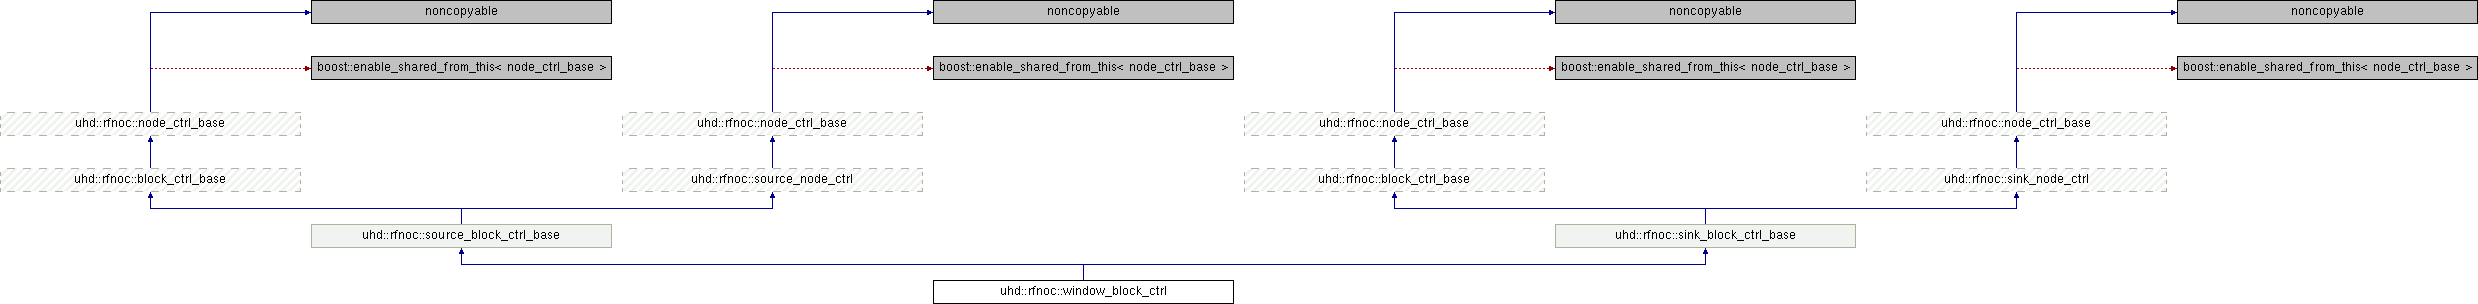 noncopyable
noncopyable
noncopyable
noncopyable
boost::enable_shared_from_this< node_ctrl_base >
boost::enable_shared_from_this< node_ctrl_base >
boost::enable_shared_from_this< node_ctrl_base >
boost::enable_shared_from_this< node_ctrl_base >
uhd::rfnoc::node_ctrl_base
uhd::rfnoc::node_ctrl_base
uhd::rfnoc::node_ctrl_base
uhd::rfnoc::node_ctrl_base
uhd::rfnoc::block_ctrl_base
uhd::rfnoc::source_node_ctrl
uhd::rfnoc::block_ctrl_base
uhd::rfnoc::sink_node_ctrl
uhd::rfnoc::source_block_ctrl_base
uhd::rfnoc::sink_block_ctrl_base
uhd::rfnoc::window_block_ctrl